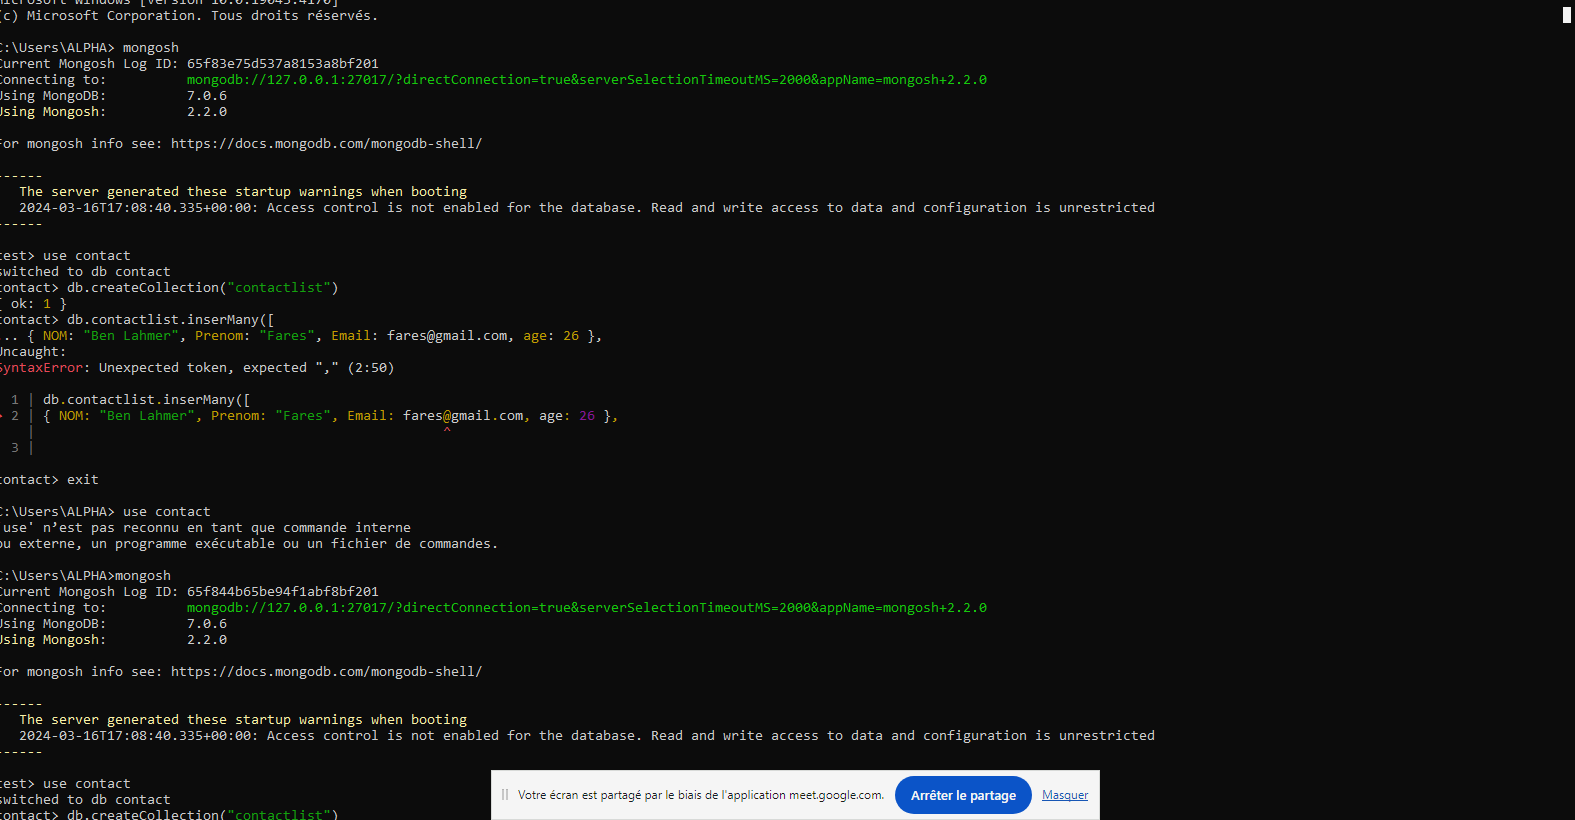 Microsoft Windows [version 10.0.19045.4170]
(c) Microsoft Corporation. Tous droits réservés.
C:\Users\ALPHA> mongosh
Current Mongosh Log ID: 65f83e75d537a8153a8bf201
Connecting to:          mongodb://127.0.0.1:27017/?directConnection=true&serverSelectionTimeoutMS=2000&appName=mongosh+2.2.0
Using MongoDB:          7.0.6
Using Mongosh:          2.2.0
For mongosh info see: https://docs.mongodb.com/mongodb-shell/
------
The server generated these startup warnings when booting
2024-03-16T17:08:40.335+00:00: Access control is not enabled for the database. Read and write access to data and configuration is unrestricted
------
test> use contact
switched to db contact
contact> db.createCollection("contactlist")
{ ok: 1 }
contact> db.contactlist.inserMany([
... { NOM: "Ben Lahmer", Prenom: "Fares", Email: fares@gmail.com, age: 26 },
Uncaught:
SyntaxError: Unexpected token, expected "," (2:50)
1 | db.contactlist.inserMany([
> 2 | { NOM: "Ben Lahmer", Prenom: "Fares", Email: fares@gmail.com, age: 26 },
|                                                   ^
3 |
contact> exit
C:\Users\ALPHA> use contact
'use' n’est pas reconnu en tant que commande interne
ou externe, un programme exécutable ou un fichier de commandes.
C:\Users\ALPHA>mongosh
Current Mongosh Log ID: 65f844b65be94f1abf8bf201
Connecting to:          mongodb://127.0.0.1:27017/?directConnection=true&serverSelectionTimeoutMS=2000&appName=mongosh+2.2.0
Using MongoDB:          7.0.6
Using Mongosh:          2.2.0
For mongosh info see: https://docs.mongodb.com/mongodb-shell/
------
The server generated these startup warnings when booting
2024-03-16T17:08:40.335+00:00: Access control is not enabled for the database. Read and write access to data and configuration is unrestricted
------
test> use contact
switched to db contact
contact> db.createCollection("contactlist")
Votre écran est partagé par le biais de l'application meet.google.com.
Arrêter le partage
Masquer